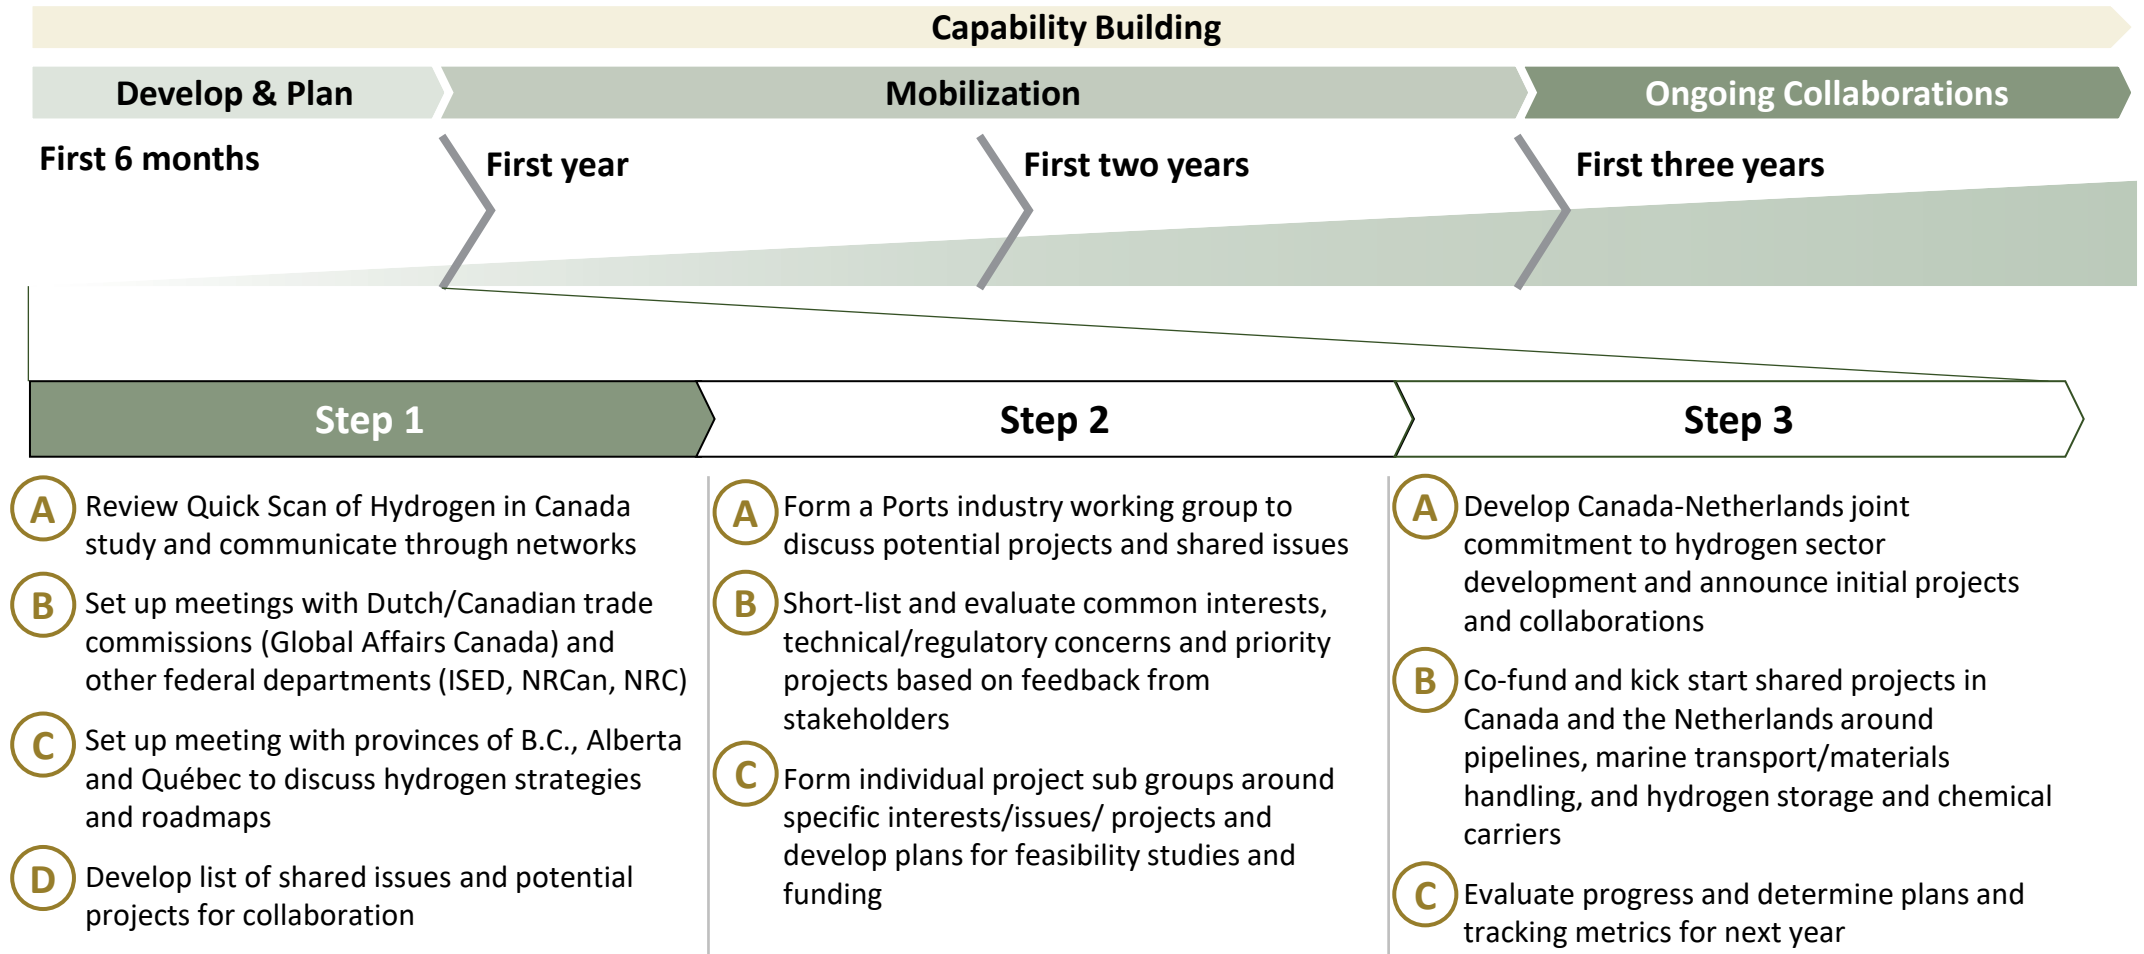 Capability Building
Develop & Plan
Mobilization
Ongoing Collaborations
First 6 months
First year
First two years
First three years
Step 1
Step 2
Step 3
A
Review Quick Scan of Hydrogen in Canada
study and communicate through networks
B
Set up meetings with Dutch/Canadian trade
commissions (Global Affairs Canada) and
other federal departments (ISED, NRCan, NRC)
C
Set up meeting with provinces of B.C., Alberta
and Québec to discuss hydrogen strategies
and roadmaps
D
Develop list of shared issues and potential
projects for collaboration
A
Form a Ports industry working group to
discuss potential projects and shared issues
B
Short-list and evaluate common interests,
technical/regulatory concerns and priority
projects based on feedback from
stakeholders
C
Form individual project sub groups around
specific interests/issues/ projects and
develop plans for feasibility studies and
funding
A
Develop Canada-Netherlands joint
commitment to hydrogen sector
development and announce initial projects
and collaborations
B
Co-fund and kick start shared projects in
Canada and the Netherlands around
pipelines, marine transport/materials
handling, and hydrogen storage and chemical
carriers
C
Evaluate progress and determine plans and
tracking metrics for next year